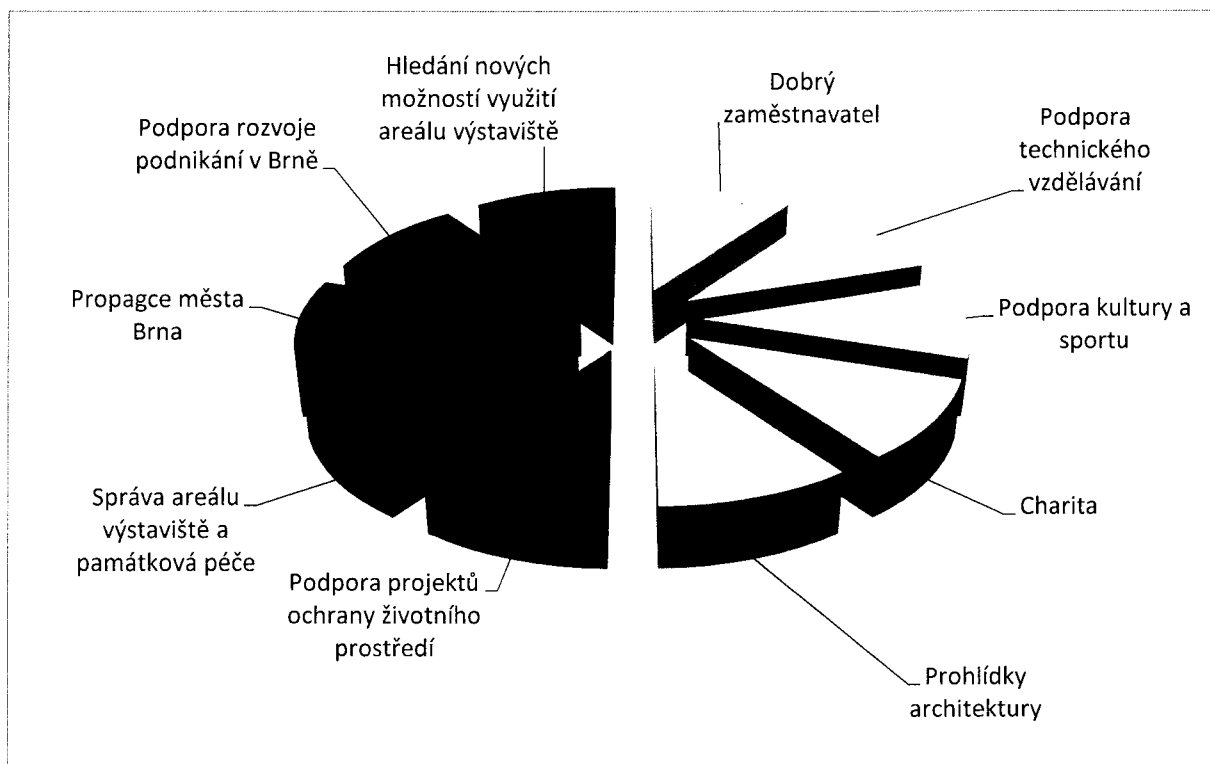 Hledání nových
možností využití
areálu výstaviště
Dobrý
zaměstnavatel
Podpora
technického
vzdělávání
Podpora kultury a
sportu
Charita
Prohlídky
architektury
Podpora projektů
ochrany životního
prostředí
Správa areálu
výstaviště a
památková péče
Propagce města
Brna
Podpora rozvoje
podnikání v Brně